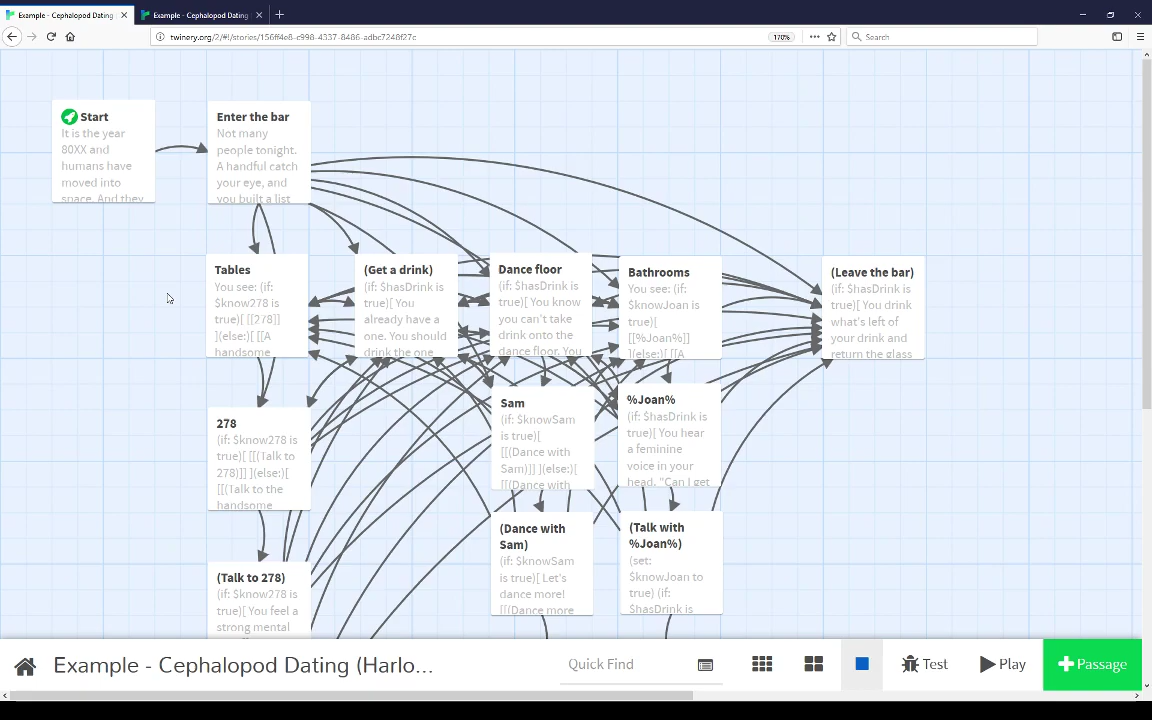 Example - Cephalopod Dating
Example - Cephalopod Dating
twinery.org/2/#!/stories/156ff4e8-c998-4337-8486-adbc7248f27c
170%
Search
Start
It is the year
80XX and
humans have
moved into
space. And they
Enter the bar
Not many
people tonight.
A handful catch
your eye, and
you built a list
Tables
You see: (if:
$know278 is
true)[ [[278]]
](else:)[ [[A
handsome
(Get a drink)
(if: $hasDrink is
true)[ You
already have a
one. You should
drink the one
Dance floor
(if: $hasDrink is
true)[ You know
you can't take
drink onto the
dance floor. You
Bathrooms
You see: (if:
$knowJoan is
true)[
[[%Joan%]]
](else:)[ [[A
(Leave the bar)
(if: $hasDrink is
true)[ You drink
what's left of
your drink and
return the glass
278
(if: $know278 is
true)[
[[(Talk to
278)]] ](else:)[
[[(Talk to the
handsome
Sam
(if: $knowSam
is true)[
[[(Dance with
Sam)]] ](else:)[
[[(Dance with
%Joan%
(if: $hasDrink is
true)[ You hear
a feminine
voice in your
head, "Can I get
(Dance with
Sam)
(if: $knowSam
is true)[ Let's
dance more!
[[(Dance more
(Talk with
%Joan%)
(set:
$knowJoan to
true) (if:
$hasDrink is
(Talk to 278)
(if: $know278 is
true)[ You feel a
strong mental
Example - Cephalopod Dating (Harlo...
Quick Find
Test
Play
Passage